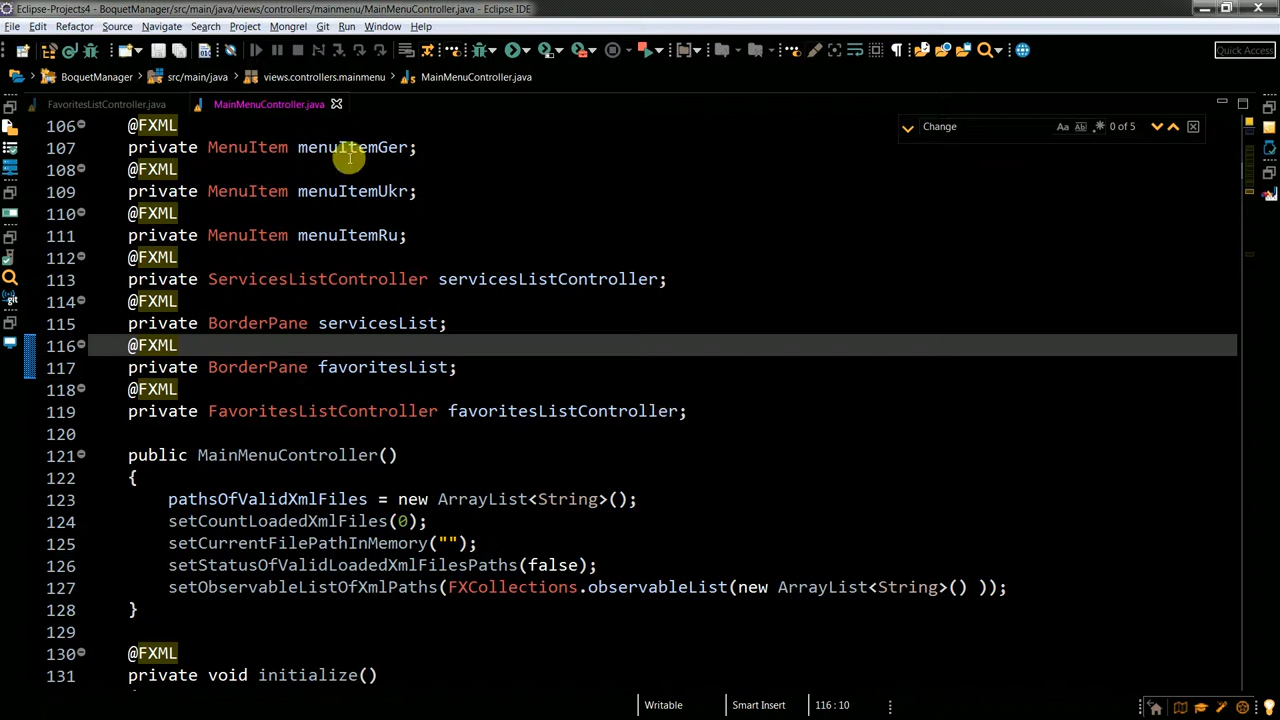 Eclipse-Projects4 - BoquetManager/src/main/java/views/controllers/mainmenu/MainMenuController.java - Eclipse IDE
File Edit Refactor Source Navigate Search Project Mongrel Git Run Window Help
Quick Access
BoquetManager src/main/java views.controllers.mainmenu MainMenuController.java
FavoritesListController.java MainMenuController.java
Change Aa Ab 0 of 5
106 @FXML
107 private MenuItem menuItemGer;
108 @FXML
109 private MenuItem menuItemUkr;
110 @FXML
111 private MenuItem menuItemRu;
112 @FXML
113 private ServicesListController servicesListController;
114 @FXML
115 private BorderPane servicesList;
116 @FXML
117 private BorderPane favoritesList;
118 @FXML
119 private FavoritesListController favoritesListController;
120
121 public MainMenuController()
122 {
123 pathsOfValidXmlFiles = new ArrayList<String>();
124 setCountLoadedXmlFiles(0);
125 setCurrentFilePathInMemory("");
126 setStatusOfValidLoadedXmlFilesPaths(false);
127 setObservableListOfXmlPaths(FXCollections.observableList(new ArrayList<String>() ));
128 }
129
130 @FXML
131 private void initialize()
Writable Smart Insert 116 : 10